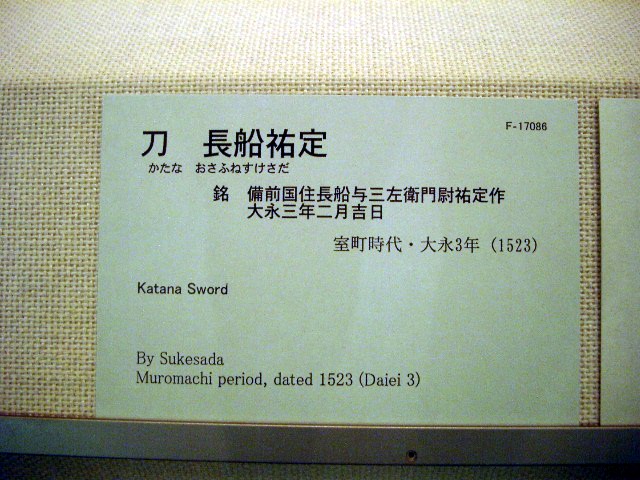 F-17086
刀 長船祐定
かたな おさふねすけさだ
銘 備前国住長船与三左衛門尉祐定作
大永三年二月吉日
室町時代・大永3年 (1523)
Katana Sword
By Sukesada
Muromachi period, dated 1523 (Daiei 3)